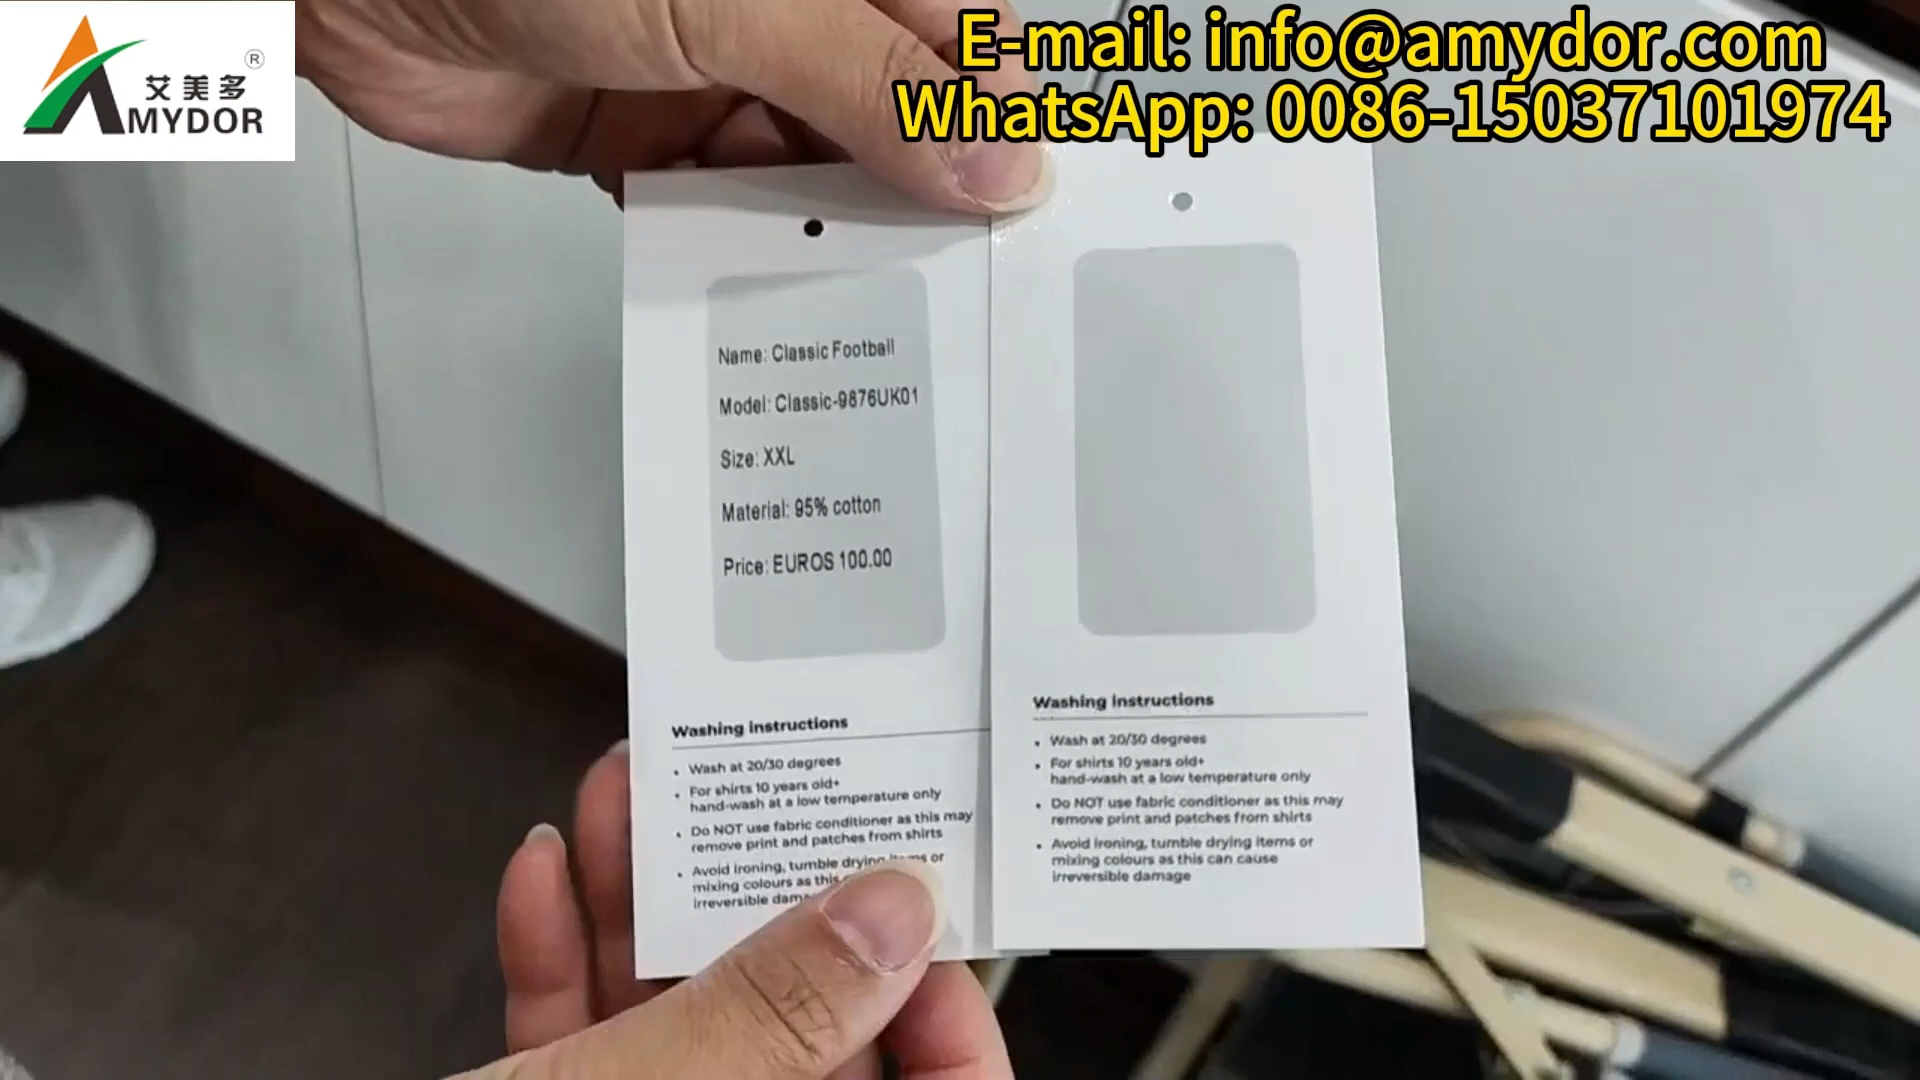 艾美多®
AMYDOR
E-mail: info@amydor.com
WhatsApp: 0086-15037101974
Name: Classic Football
Model: Classic-9876UK01
Size: XXL
Material: 95% cotton
Price: EUROS 100.00
Washing instructions
• Wash at 20/30 degrees
• For shirts 10 years old+
hand-wash at a low temperature only
• Do NOT use fabric conditioner as this may
remove print and patches from shirts
• Avoid ironing, tumble drying items or
mixing colours as this
irreversible
Washing instructions
• Wash at 20/30 degrees
• For shirts 10 years old+
hand-wash at a low temperature only
• Do NOT use fabric conditioner as this may
remove print and patches from shirts
• Avoid ironing, tumble drying items or
mixing colours as this can cause
irreversible damage